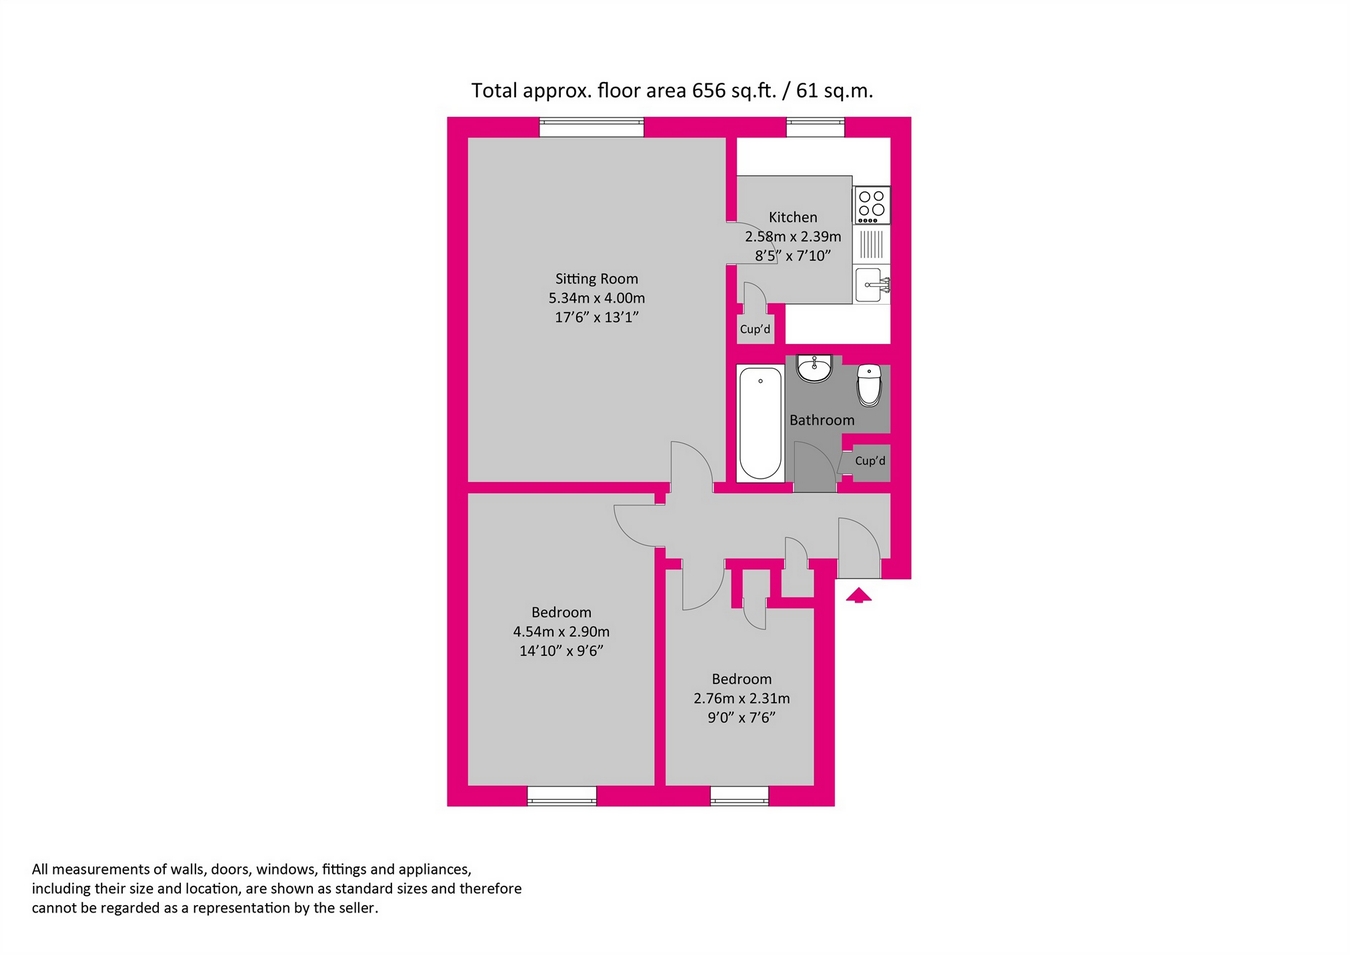 Total approx. floor area 656 sq.ft. / 61 sq.m.
Kitchen
2.58m x 2.39m
8’5” x 7’10”
Sitting Room
5.34m x 4.00m
17’6” x 13’1”
Cup’d
Bathroom
Cup’d
Bedroom
4.54m x 2.90m
14’10” x 9’6”
Bedroom
2.76m x 2.31m
9’0” x 7’6”
All measurements of walls, doors, windows, fittings and appliances,
including their size and location, are shown as standard sizes and therefore
cannot be regarded as a representation by the seller.